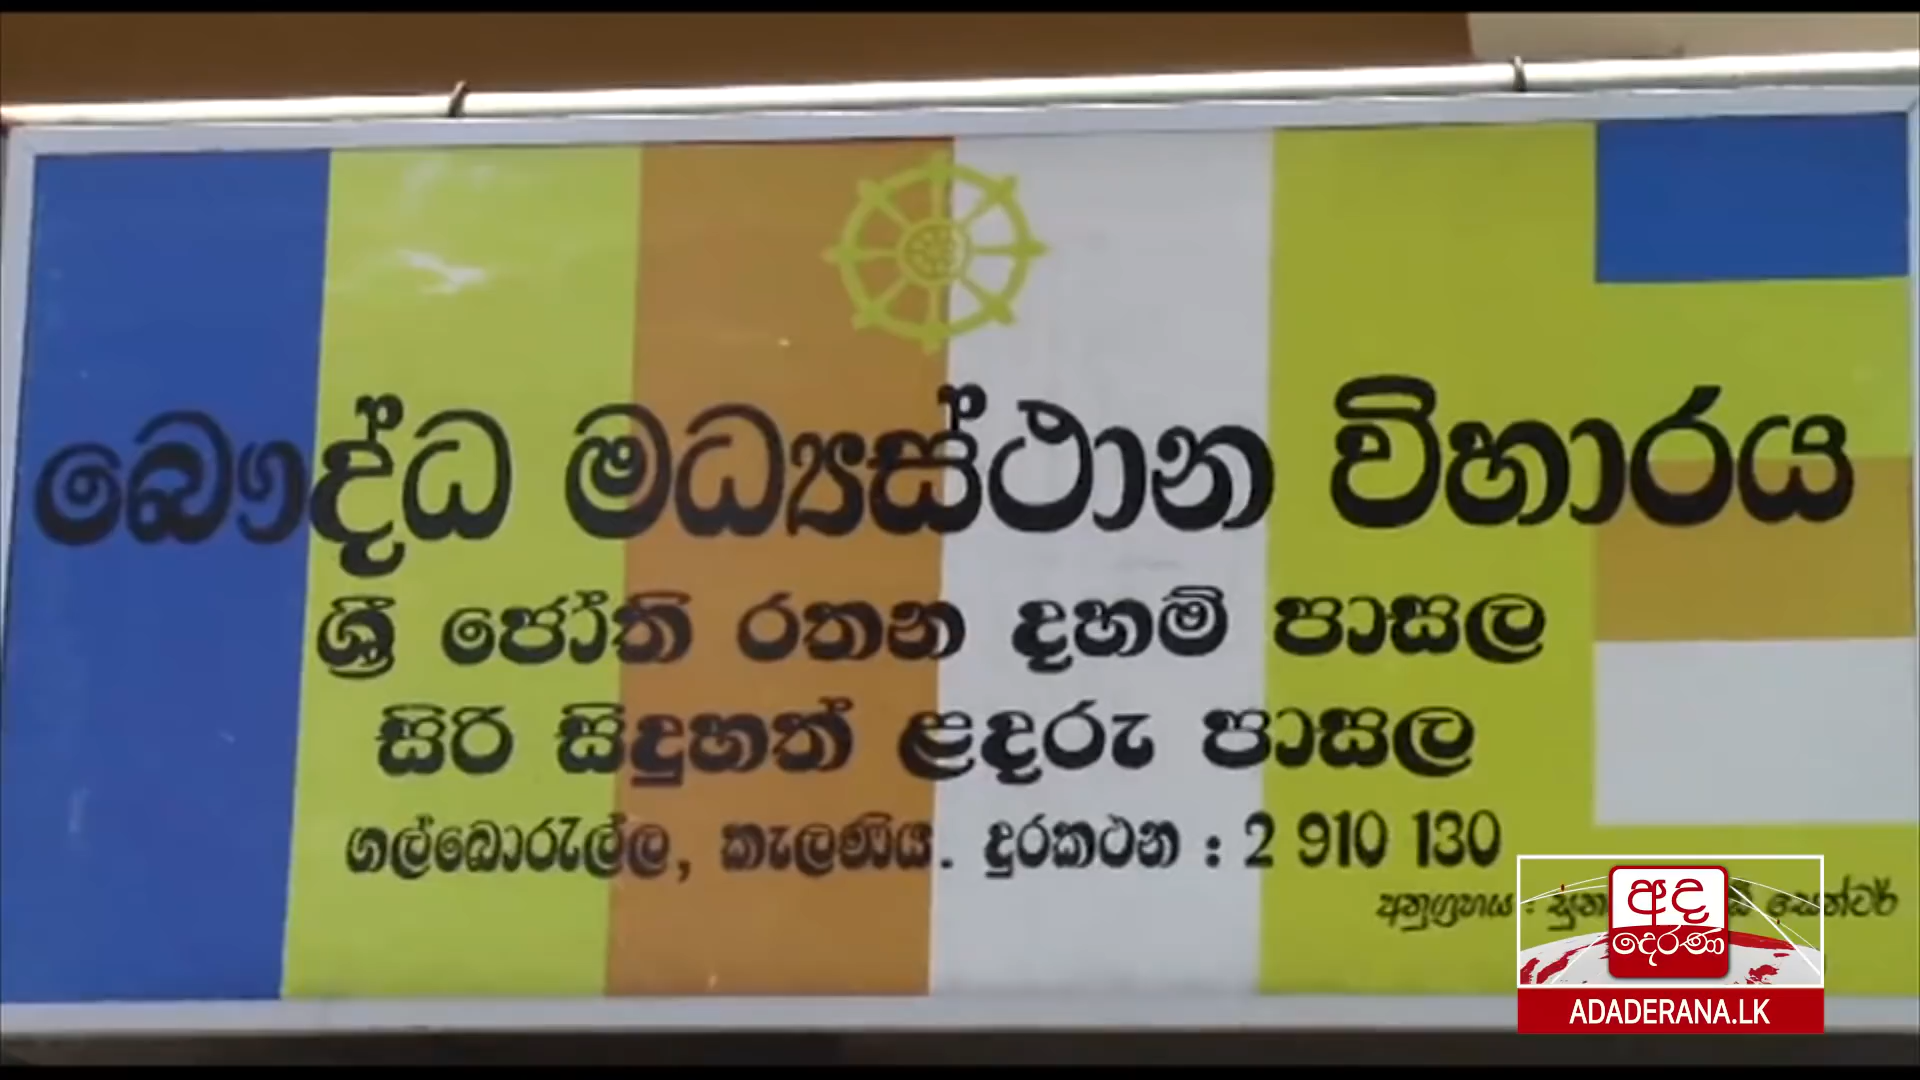 බෞද්ධ මධ්‍යස්ථාන විහාරය
ශ්‍රී ජෝති රතන දහම් පාසල
සිරි සිදුහත් ළදරු පාසල
ගල්බොරැල්ල, කැලණිය. දුරකථන : 2 910 130
අනුග්‍රහය : සෙන්ටර්
අද
දෙරණ
ADADERANA.LK